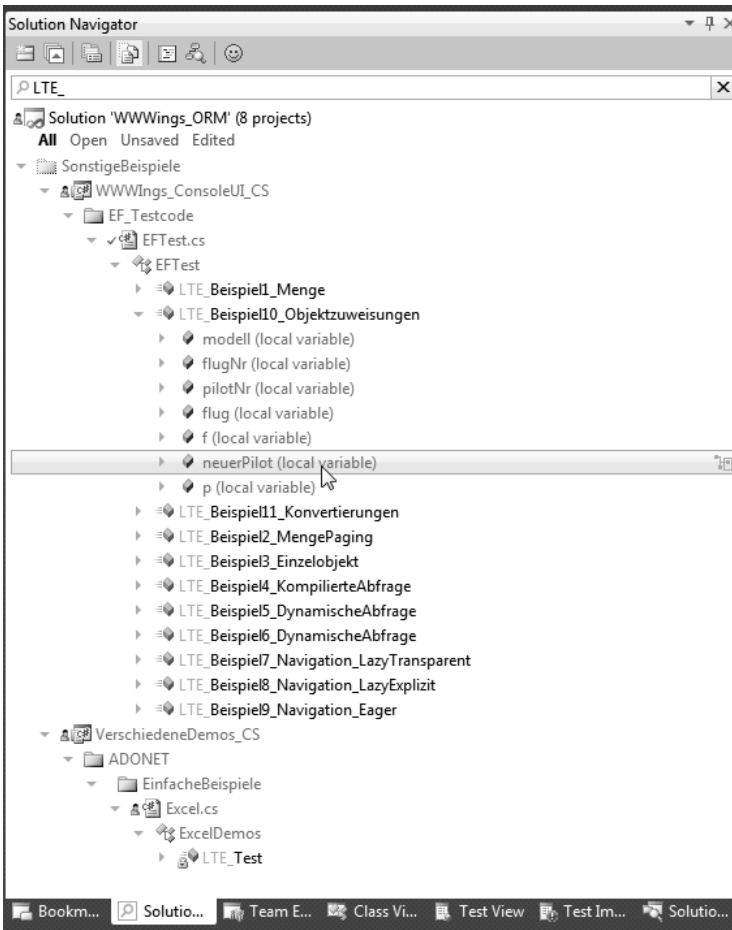 Solution Navigator
LTE_
Solution 'WWWings_ORM' (8 projects)
All Open Unsaved Edited
SonstigeBeispiele
WWWIngs_ConsoleUI_CS
EF_Testcode
EFTest.cs
EFTest
LTE_Beispiel1_Menge
LTE_Beispiel10_Objektzuweisungen
modell (local variable)
flugNr (local variable)
pilotNr (local variable)
flug (local variable)
f (local variable)
neuerPilot (local variable)
p (local variable)
LTE_Beispiel11_Konvertierungen
LTE_Beispiel2_MengePaging
LTE_Beispiel3_Einzelobjekt
LTE_Beispiel4_KompilierteAbfrage
LTE_Beispiel5_DynamischeAbfrage
LTE_Beispiel6_DynamischeAbfrage
LTE_Beispiel7_Navigation_LazyTransparent
LTE_Beispiel8_Navigation_LazyExplizit
LTE_Beispiel9_Navigation_Eager
VerschiedeneDemos_CS
ADONET
EinfacheBeispiele
Excel.cs
ExcelDemos
LTE_Test
Bookm... Solutio... Team E... Class Vi... Test View Test Im... Solutio...